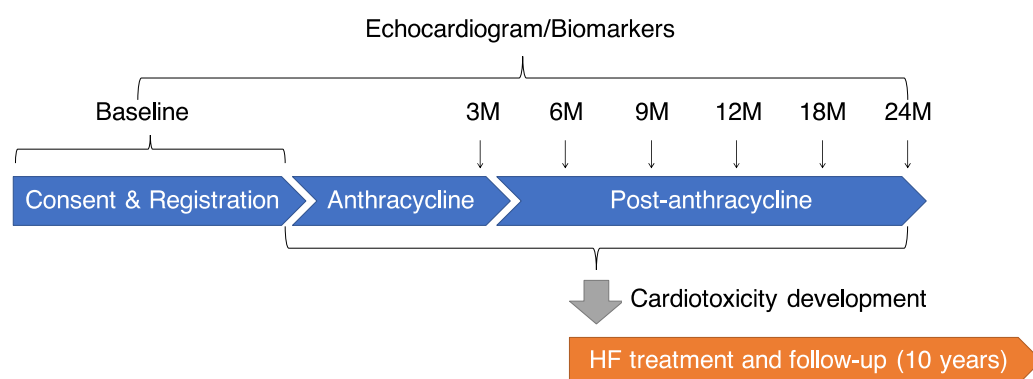 Echocardiogram/Biomarkers
Baseline 3M 6M 9M 12M 18M 24M
Consent & Registration Anthracycline Post-anthracycline
Cardiotoxicity development
HF treatment and follow-up (10 years)